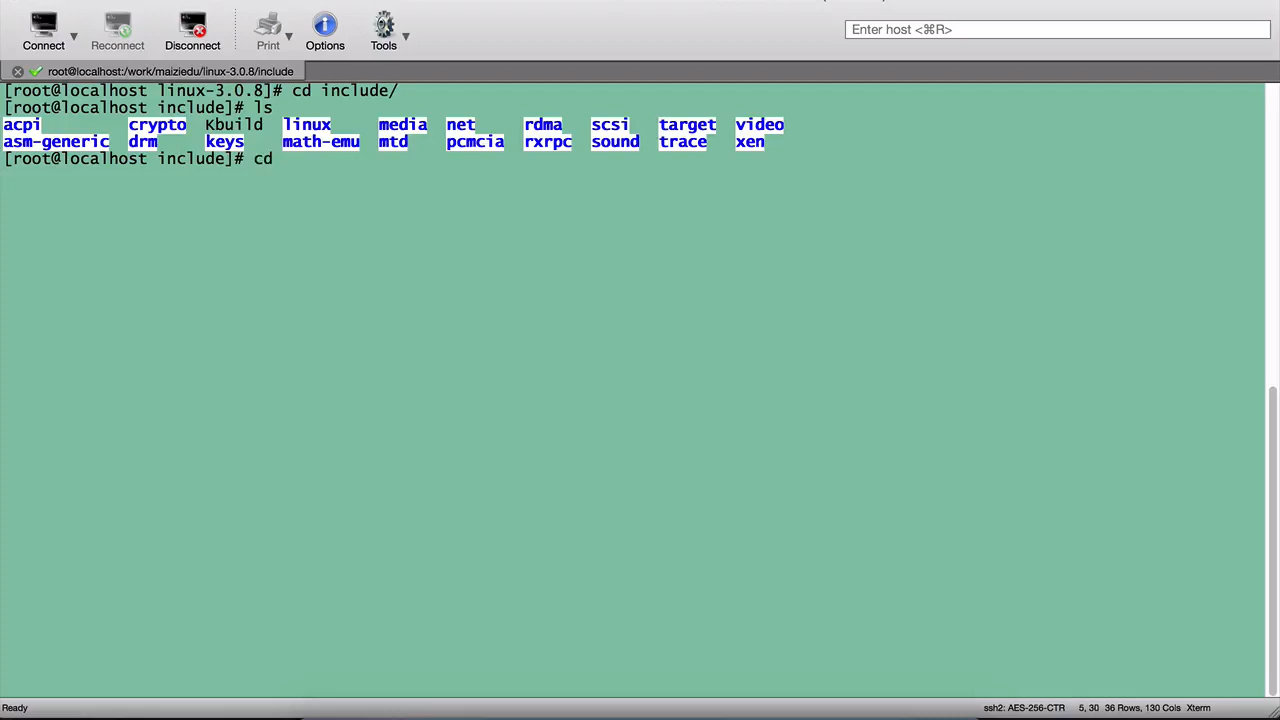 Connect Reconnect Disconnect Print Options Tools Enter host <⌘R>
root@localhost:/work/maiziedu/linux-3.0.8/include
[root@localhost linux-3.0.8]# cd include/
[root@localhost include]# ls
acpi crypto Kbuild linux media net rdma scsi target video
asm-generic drm keys math-emu mtd pcmcia rxrpc sound trace xen
[root@localhost include]# cd
Ready ssh2: AES-256-CTR 5, 30 36 Rows, 130 Cols Xterm